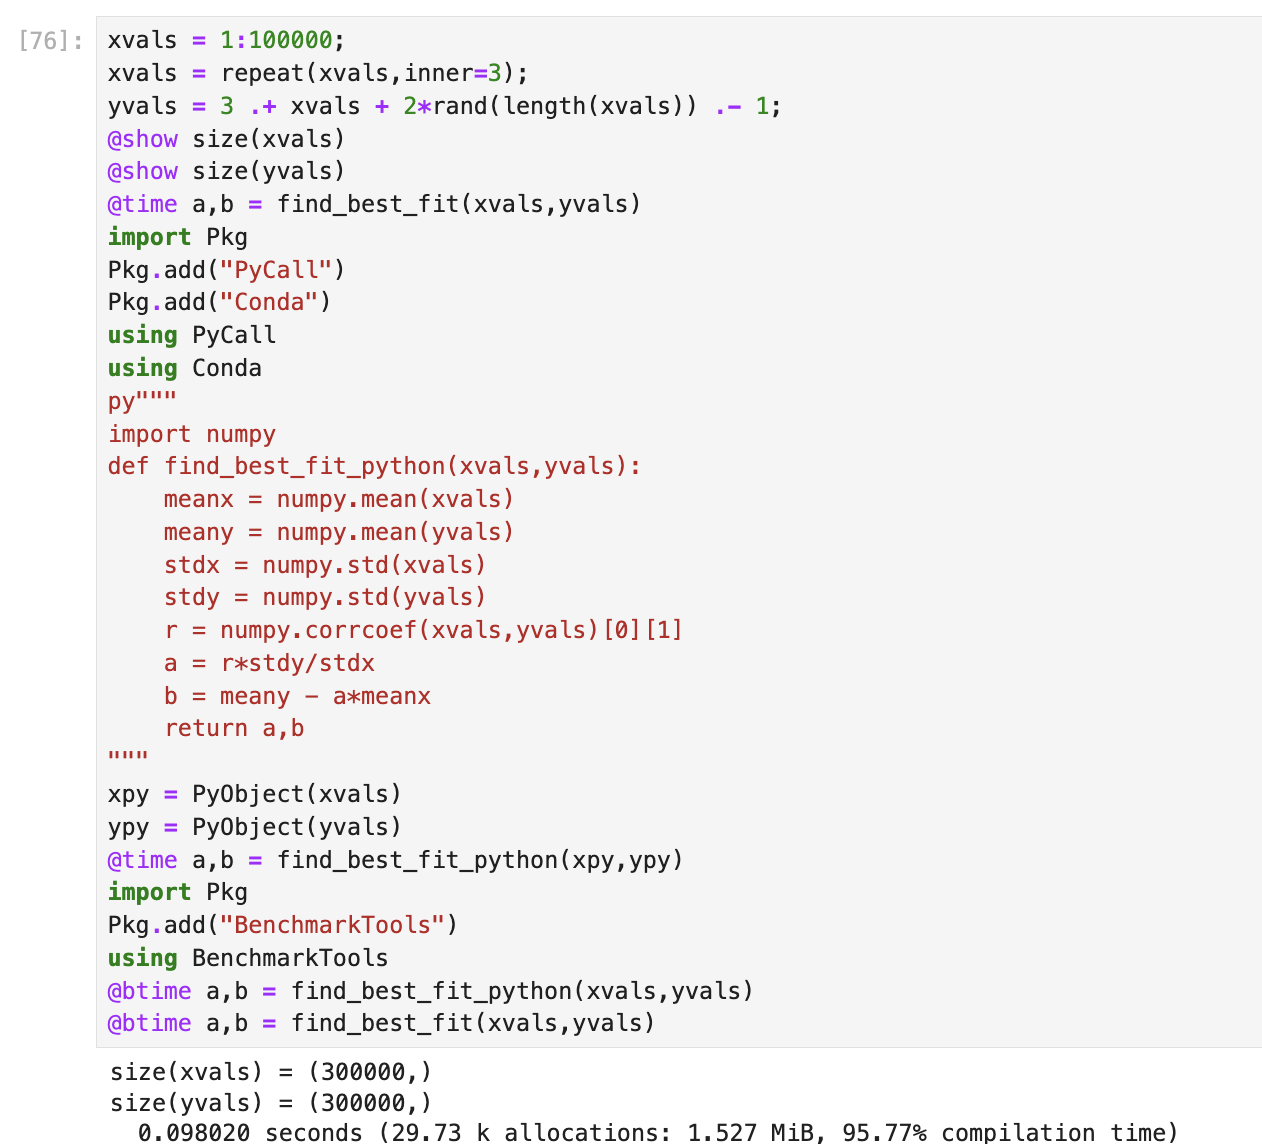 [76]:
xvals = 1:100000;
xvals = repeat(xvals,inner=3);
yvals = 3 .+ xvals + 2*rand(length(xvals)) .- 1;
@show size(xvals)
@show size(yvals)
@time a,b = find_best_fit(xvals,yvals)
import Pkg
Pkg.add("PyCall")
Pkg.add("Conda")
using PyCall
using Conda
py"""
import numpy
def find_best_fit_python(xvals,yvals):
    meanx = numpy.mean(xvals)
    meany = numpy.mean(yvals)
    stdx = numpy.std(xvals)
    stdy = numpy.std(yvals)
    r = numpy.corrcoef(xvals,yvals)[0][1]
    a = r*stdy/stdx
    b = meany - a*meanx
    return a,b
"""
xpy = PyObject(xvals)
ypy = PyObject(yvals)
@time a,b = find_best_fit_python(xpy,ypy)
import Pkg
Pkg.add("BenchmarkTools")
using BenchmarkTools
@btime a,b = find_best_fit_python(xvals,yvals)
@btime a,b = find_best_fit(xvals,yvals)
size(xvals) = (300000,)
size(yvals) = (300000,)
  0.098020 seconds (29.73 k allocations: 1.527 MiB, 95.77% compilation time)